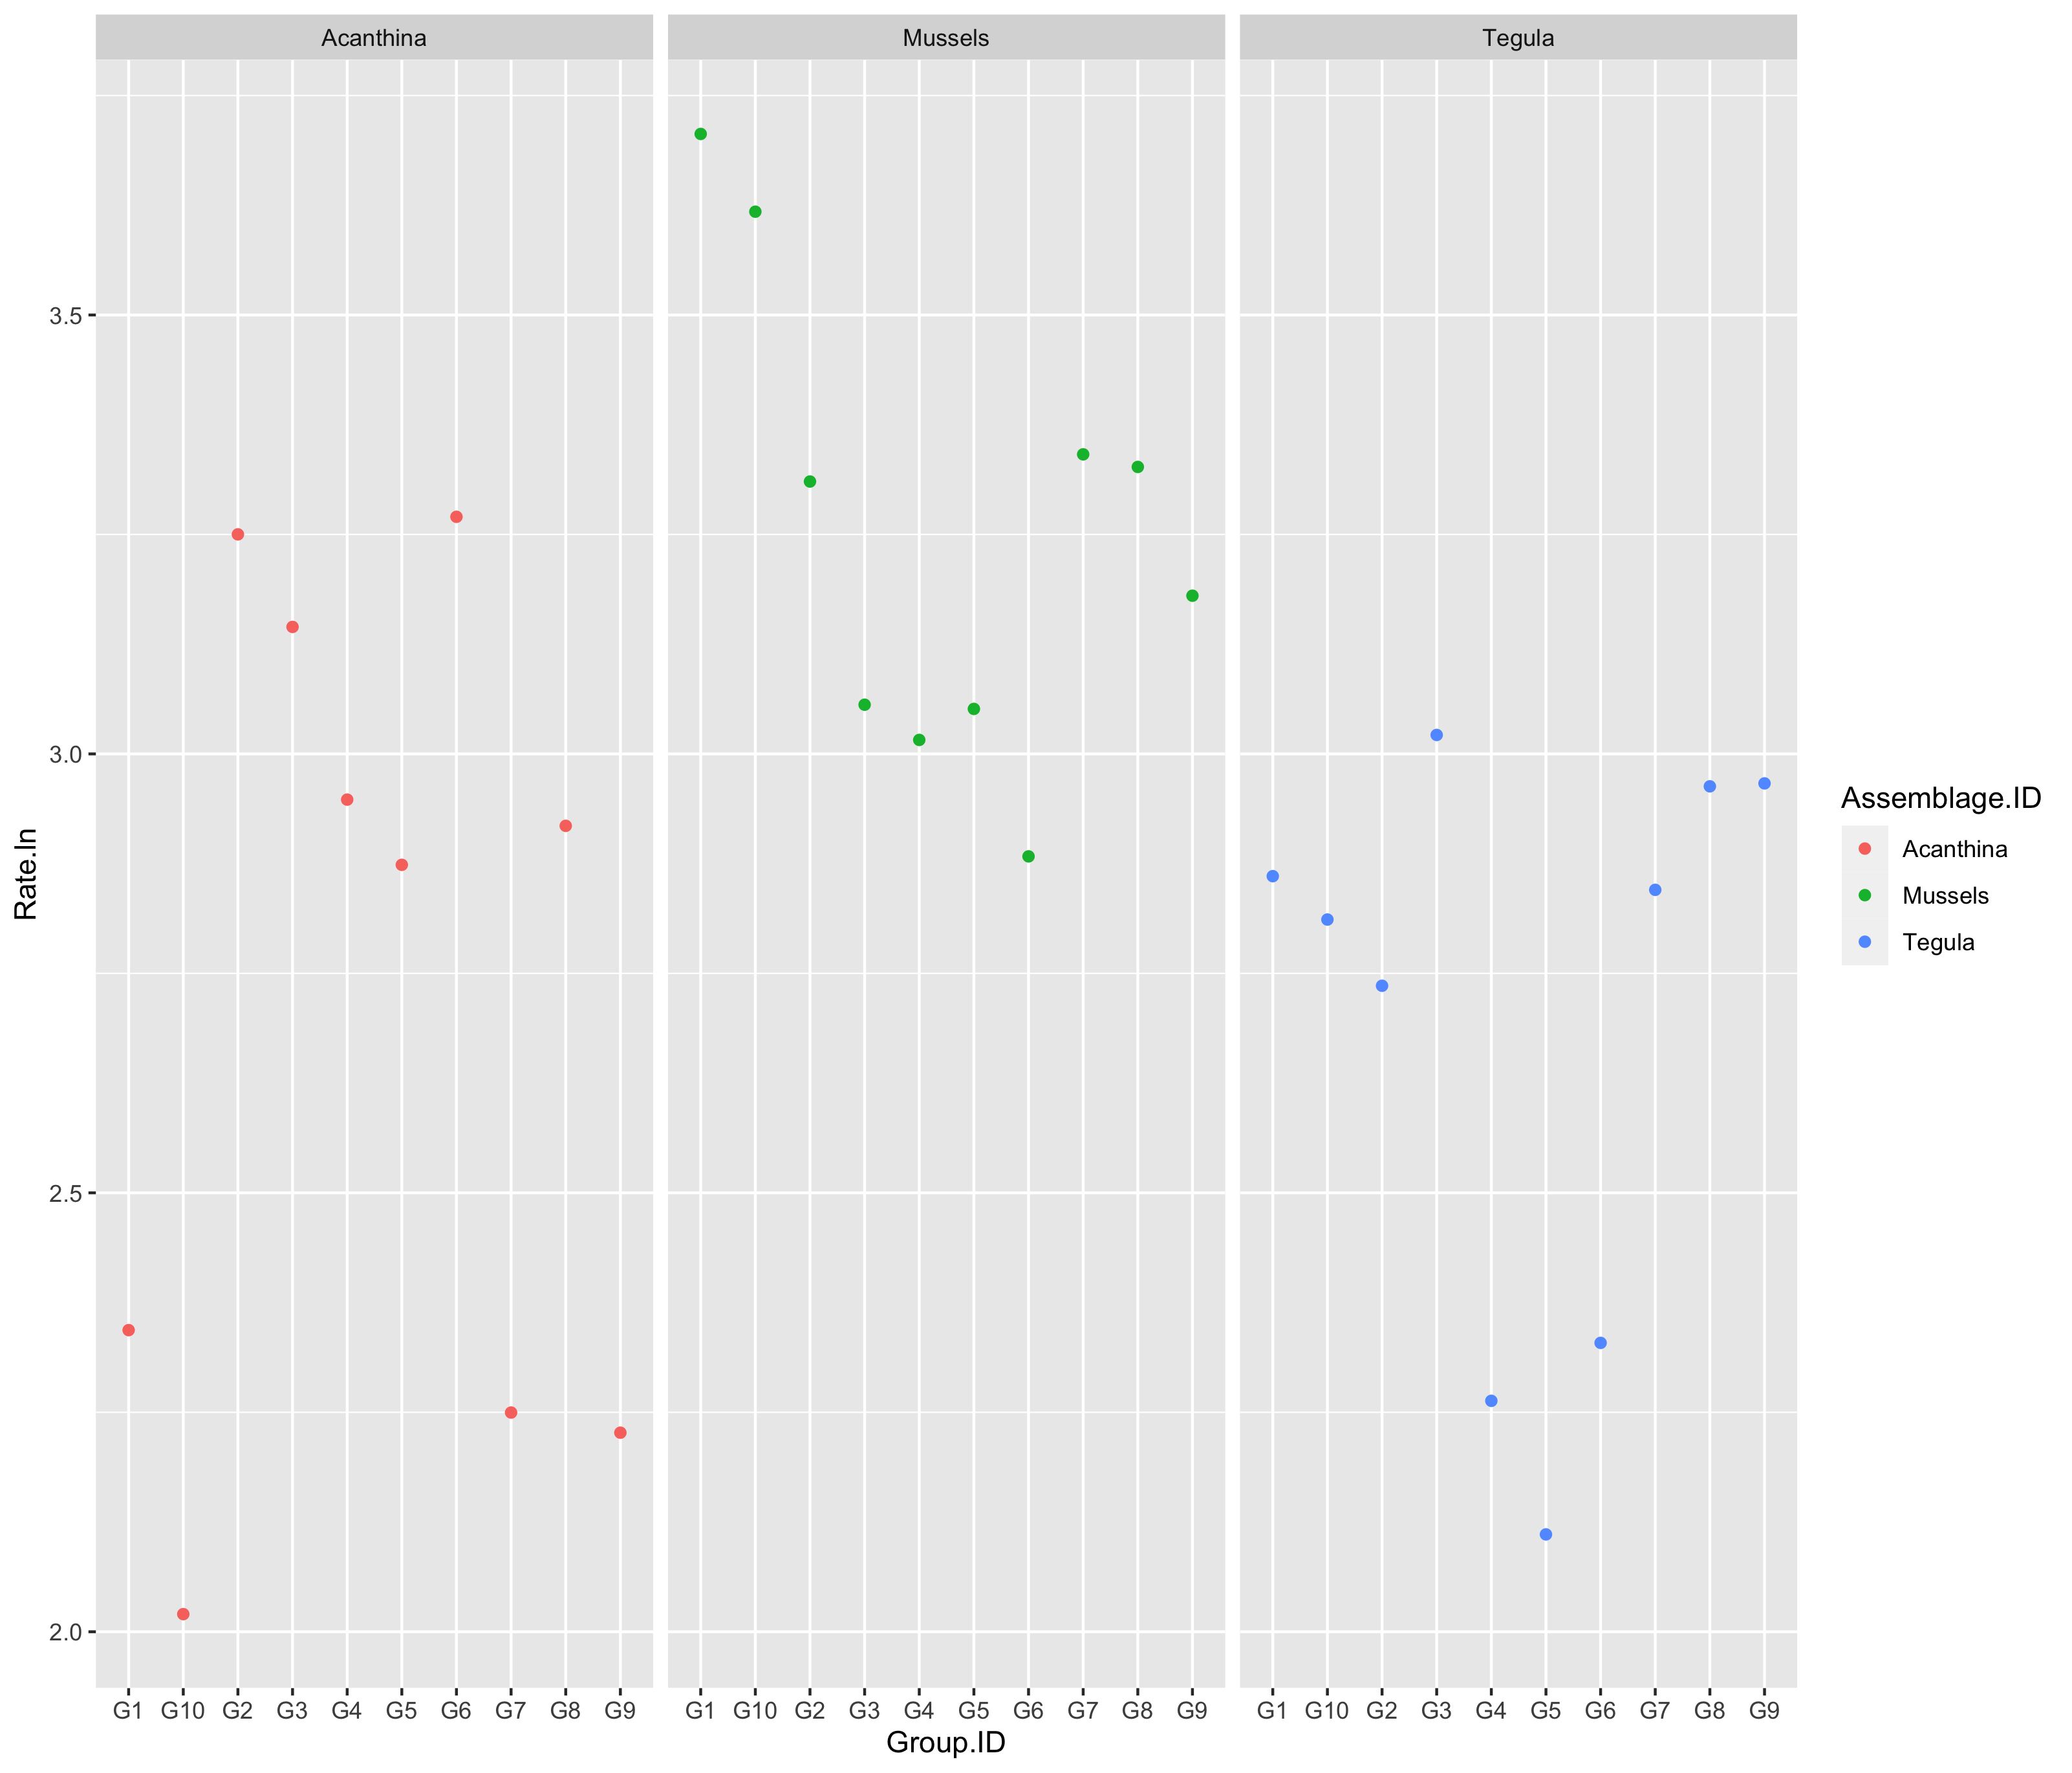 Acanthina Mussels Tegula
3.5
3.0
2.5
2.0
Rate.ln
G1 G10 G2 G3 G4 G5 G6 G7 G8 G9 G1 G10 G2 G3 G4 G5 G6 G7 G8 G9 G1 G10 G2 G3 G4 G5 G6 G7 G8 G9
Group.ID
Assemblage.ID
Acanthina
Mussels
Tegula